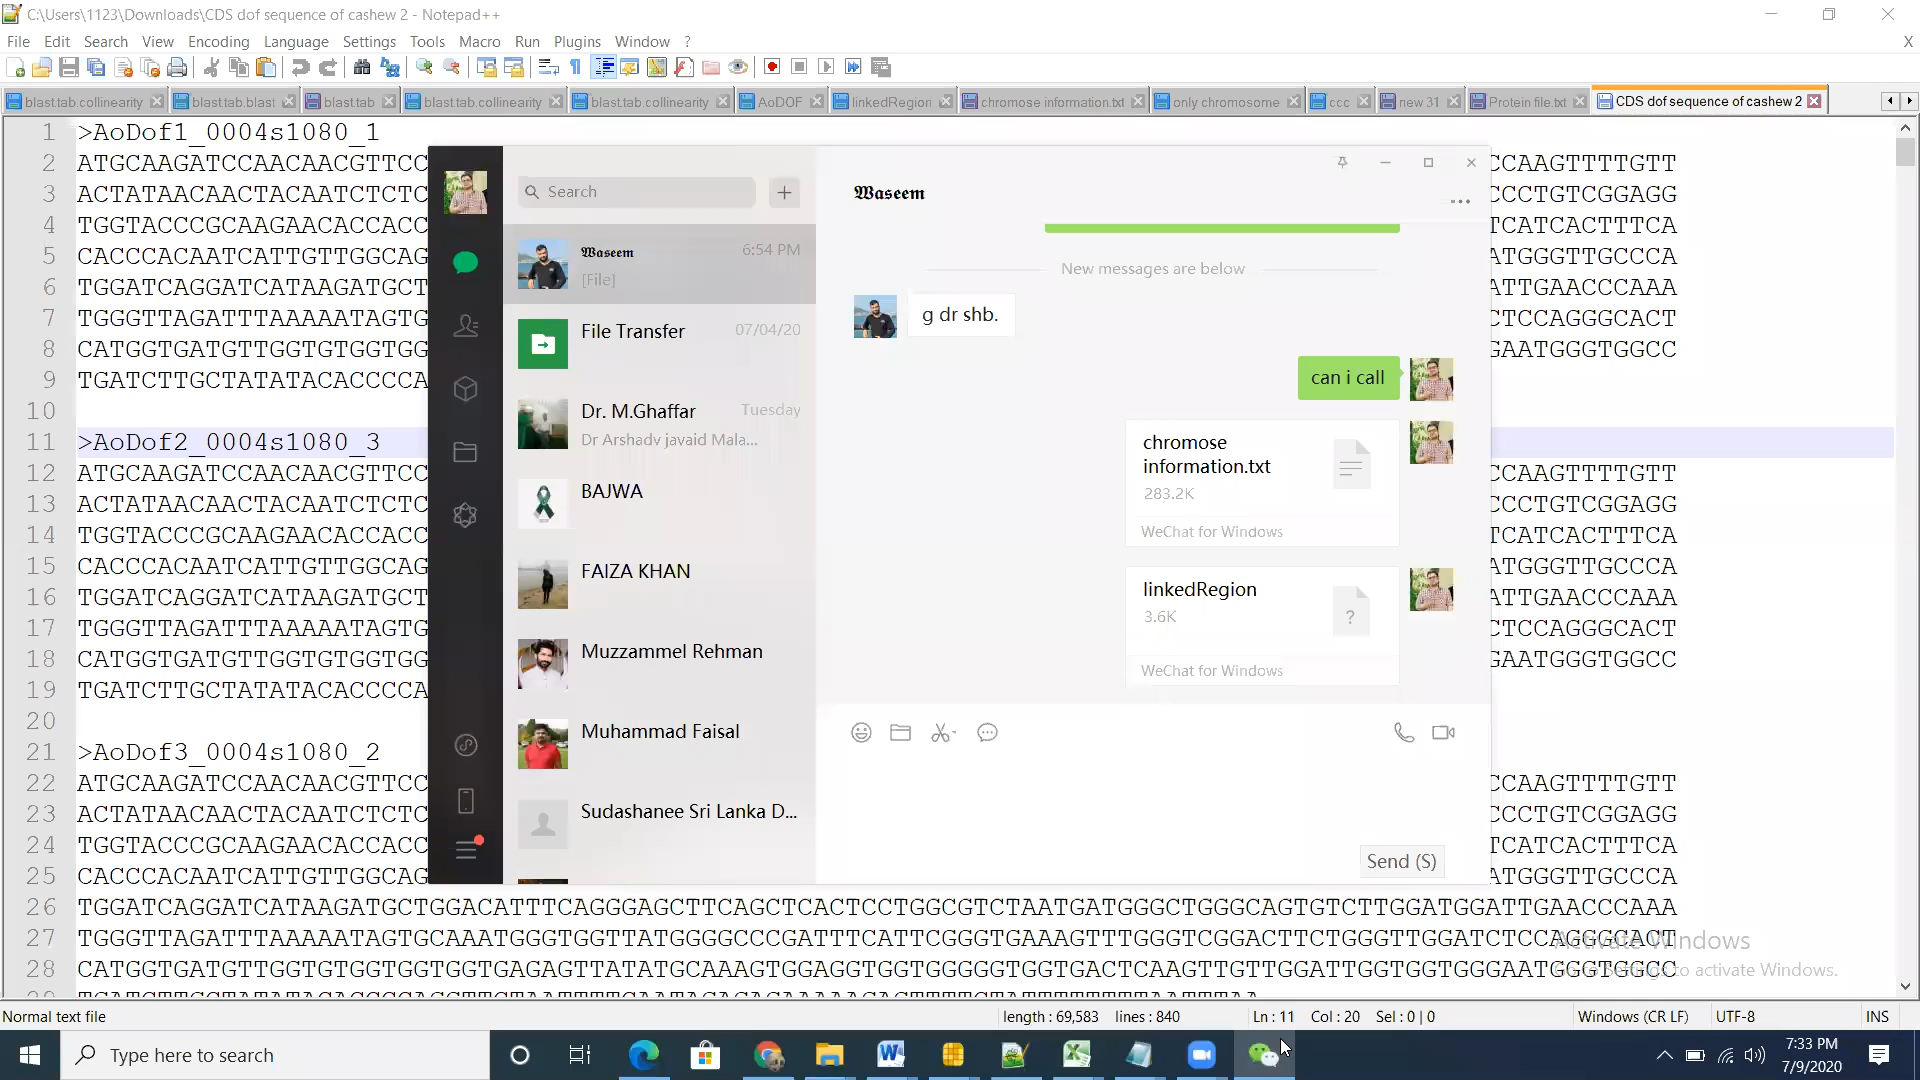 C:\Users\1123\Downloads\CDS dof sequence of cashew 2 - Notepad++
File Edit Search View Encoding Language Settings Tools Macro Run Plugins Window ? X
blast.tab.collinearity blast.tab.blast blast.tab blast.tab.collinearity blast.tab.collinearity AoDOF linkedRegion chromose information.txt only chromosome ccc new 31 Protein file.txt CDS dof sequence of cashew 2
1 >AoDof1_0004s1080_1
2 ATGCAAGATCCAACAACGTTCC CCAAGTTTTGTT
3 ACTATAACAACTACAATCTCTC CCCTGTCGGAGG
4 TGGTACCCGCAAGAACACCACC TCATCACTTTCA
5 CACCCACAATCATTGTTGGCAG ATGGGTTGCCCA
6 TGGATCAGGATCATAAGATGCT ATTGAACCCAAA
7 TGGGTTAGATTTAAAAATAGTG CTCCAGGGCACT
8 CATGGTGATGTTGGTGTGGTGG GAATGGGTGGCC
9 TGATCTTGCTATATACACCCCA
10
11 >AoDof2_0004s1080_3
12 ATGCAAGATCCAACAACGTTCC CCAAGTTTTGTT
13 ACTATAACAACTACAATCTCTC CCCTGTCGGAGG
14 TGGTACCCGCAAGAACACCACC TCATCACTTTCA
15 CACCCACAATCATTGTTGGCAG ATGGGTTGCCCA
16 TGGATCAGGATCATAAGATGCT ATTGAACCCAAA
17 TGGGTTAGATTTAAAAATAGTG CTCCAGGGCACT
18 CATGGTGATGTTGGTGTGGTGG GAATGGGTGGCC
19 TGATCTTGCTATATACACCCCA
20
21 >AoDof3_0004s1080_2
22 ATGCAAGATCCAACAACGTTCC CCAAGTTTTGTT
23 ACTATAACAACTACAATCTCTC CCCTGTCGGAGG
24 TGGTACCCGCAAGAACACCACC TCATCACTTTCA
25 CACCCACAATCATTGTTGGCAG ATGGGTTGCCCA
26 TGGATCAGGATCATAAGATGCTGGACATTTCAGGGAGCTTCAGCTCACTCCTGGCGTCTAATGATGGGCTGGGCAGTGTCTTGGATGGATTGAACCCAAA
27 TGGGTTAGATTTAAAAATAGTGCAAATGGGTGGTTATGGGGCCCGATTTCATTCGGGTGAAAGTTTGGGTCGGACTTCTGGGTTGGATCTCCAGGGCACT
28 CATGGTGATGTTGGTGTGGTGGTGGTGAGAGTTATATGCAAAGTGGAGGTGGTGGGGGTGGTGACTCAAGTTGTTGGATTGGTGGTGGGAATGGGTGGCC
Search
Waseem 6:54 PM
[File]
File Transfer 07/04/20
Dr. M.Ghaffar Tuesday
Dr Arshadv javaid Mala...
BAJWA
FAIZA KHAN
Muzzammel Rehman
Muhammad Faisal
Sudashanee Sri Lanka D...
Waseem
New messages are below
g dr shb.
can i call
chromose
information.txt
283.2K
WeChat for Windows
linkedRegion
3.6K
?
WeChat for Windows
Send (S)
Activate Windows
Go to Settings to activate Windows.
Normal text file length : 69,583 lines : 840 Ln : 11 Col : 20 Sel : 0 | 0 Windows (CR LF) UTF-8 INS
Type here to search
7:33 PM
7/9/2020